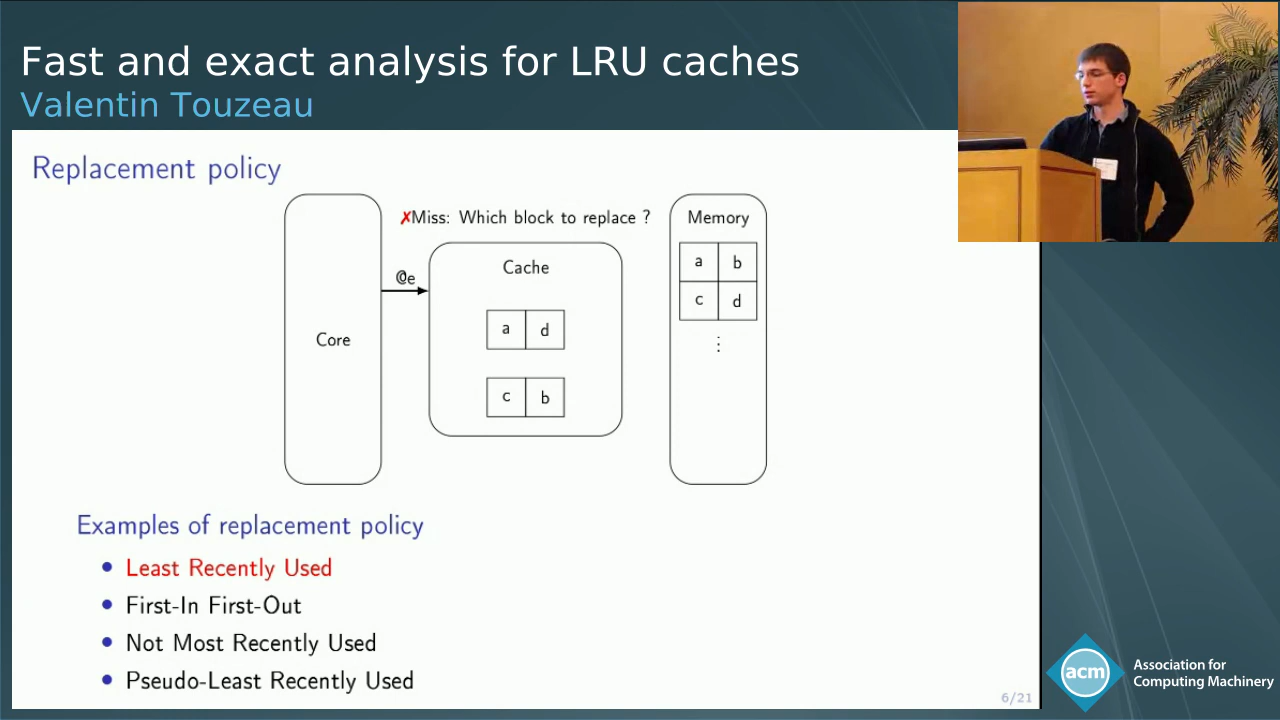 Fast and exact analysis for LRU caches
Valentin Touzeau
Replacement policy
✗Miss: Which block to replace ?
Memory
@e
Cache
a b
c d
⋮
a d
Core
c b
Examples of replacement policy
• Least Recently Used
• First-In First-Out
• Not Most Recently Used
• Pseudo-Least Recently Used
6/21
acm
Association for
Computing Machinery